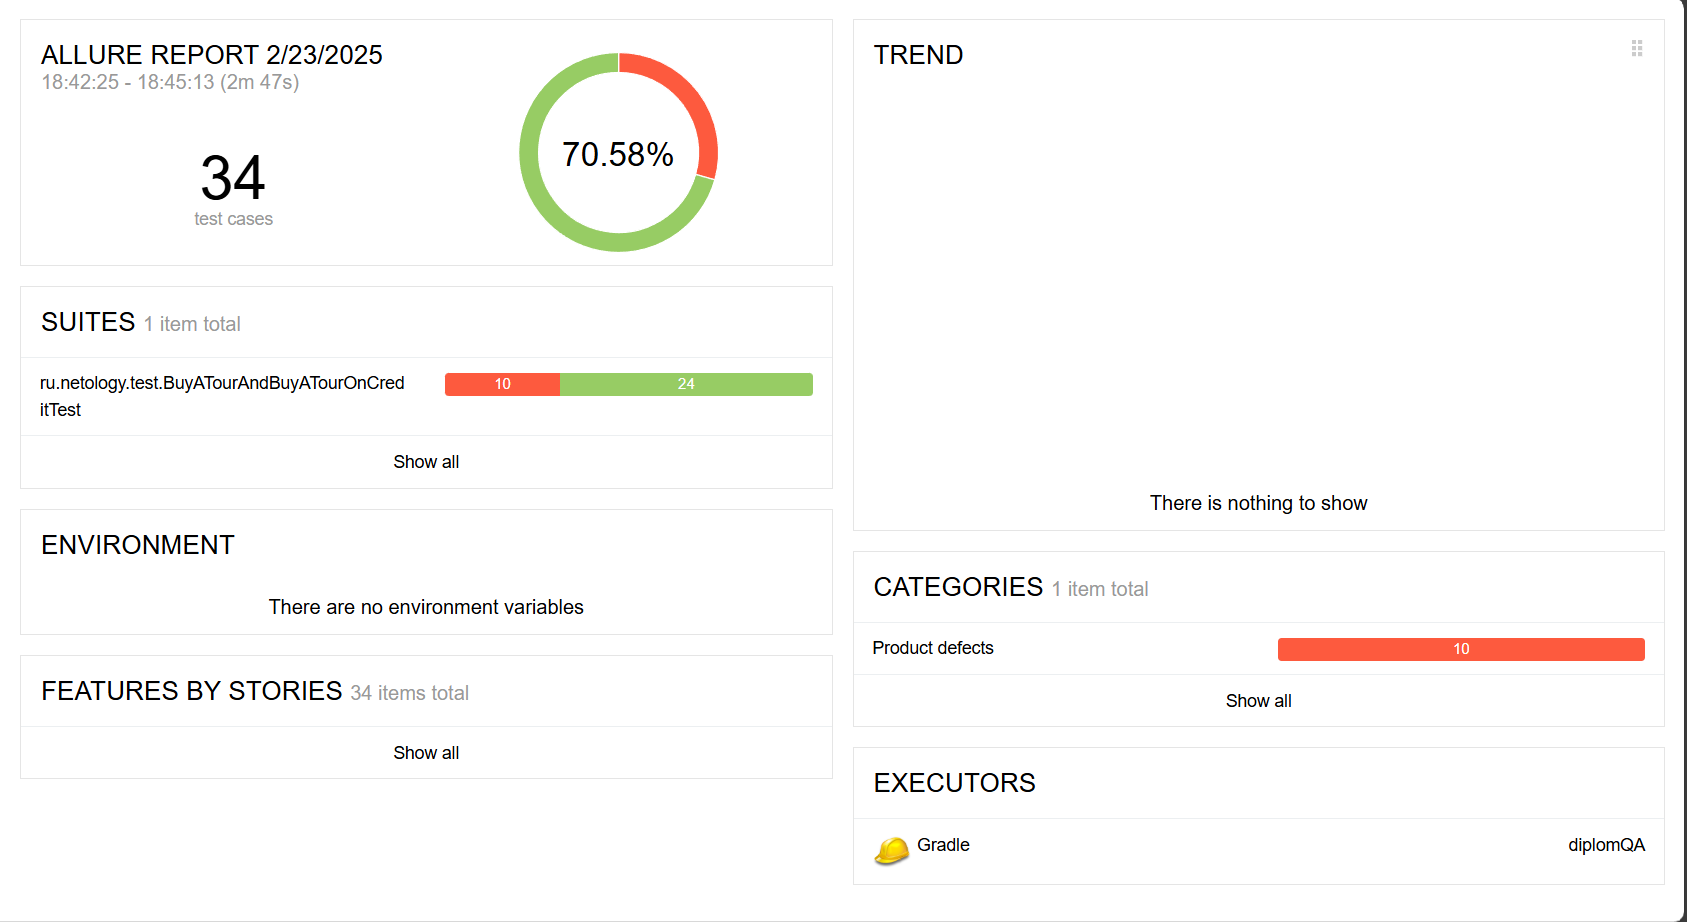 ALLURE REPORT 2/23/2025
18:42:25 - 18:45:13 (2m 47s)
34
test cases
70.58%
SUITES 1 item total
ru.netology.test.BuyATourAndBuyATourOnCred
itTest
10 24
Show all
ENVIRONMENT
There are no environment variables
FEATURES BY STORIES 34 items total
Show all
TREND
There is nothing to show
CATEGORIES 1 item total
Product defects 10
Show all
EXECUTORS
Gradle diplomQA